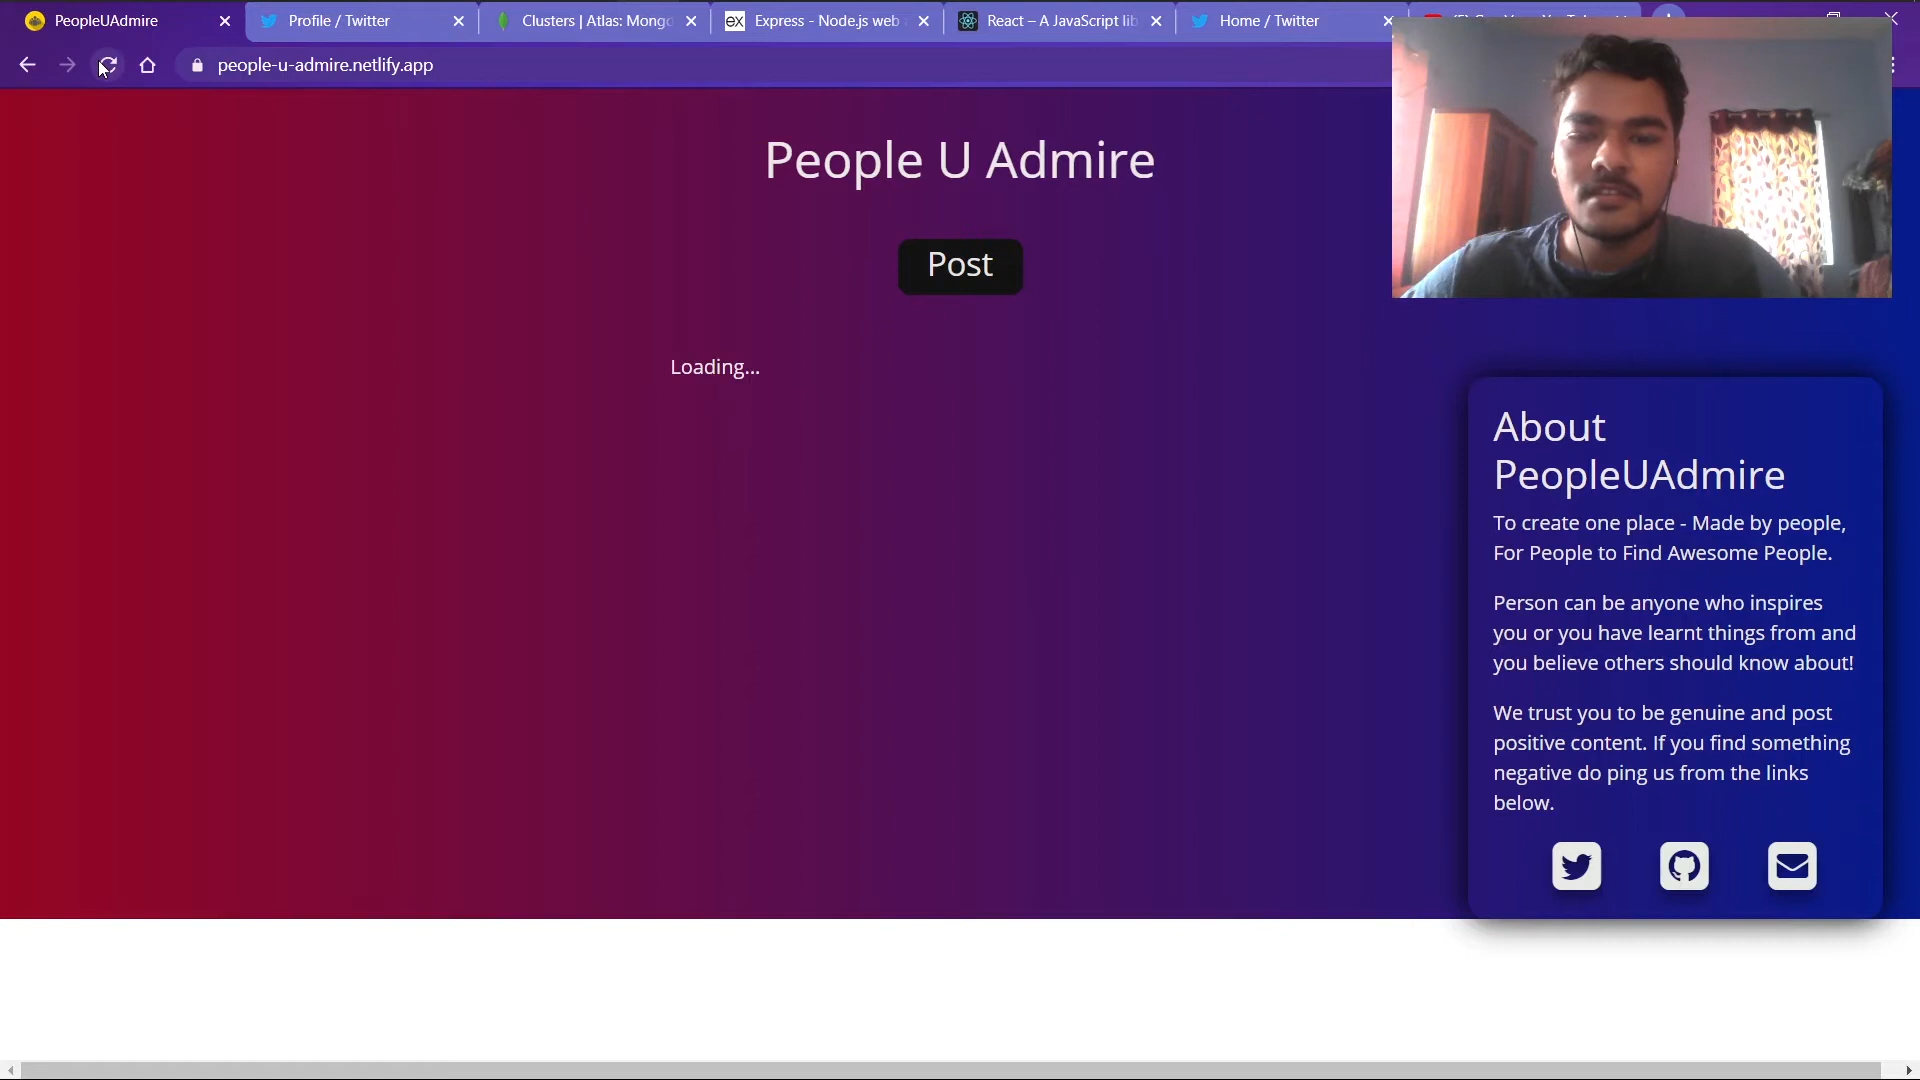 PeopleUAdmire
Profile / Twitter
Clusters | Atlas: Mongo
Express - Node.js web
React – A JavaScript lib
Home / Twitter
people-u-admire.netlify.app
People U Admire
Post
Loading...
About
PeopleUAdmire
To create one place - Made by people,
For People to Find Awesome People.
Person can be anyone who inspires
you or you have learnt things from and
you believe others should know about!
We trust you to be genuine and post
positive content. If you find something
negative do ping us from the links
below.